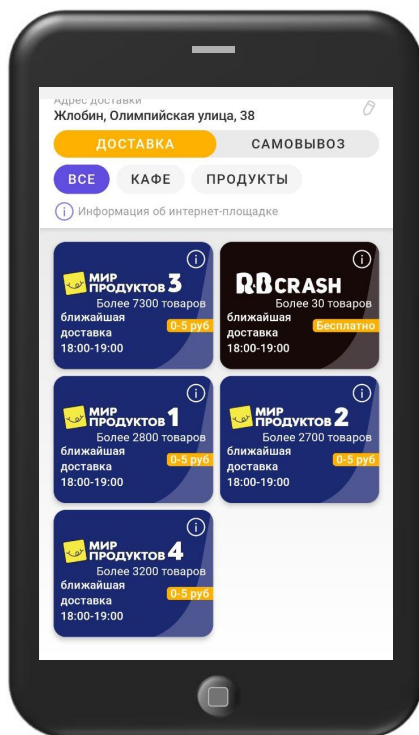 Адрес доставки
Жлобин, Олимпийская улица, 38
ДОСТАВКА САМОВЫВОЗ
ВСЕ КАФЕ ПРОДУКТЫ
Информация об интернет-площадке
МИР ПРОДУКТОВ 3
Более 7300 товаров
ближайшая
доставка 0-5 руб
18:00-19:00
R&B CRASH
Более 30 товаров
ближайшая
доставка Бесплатно
18:00-19:00
МИР ПРОДУКТОВ 1
Более 2800 товаров
ближайшая
доставка 0-5 руб
18:00-19:00
МИР ПРОДУКТОВ 2
Более 2700 товаров
ближайшая
доставка 0-5 руб
18:00-19:00
МИР ПРОДУКТОВ 4
Более 3200 товаров
ближайшая
доставка 0-5 руб
18:00-19:00